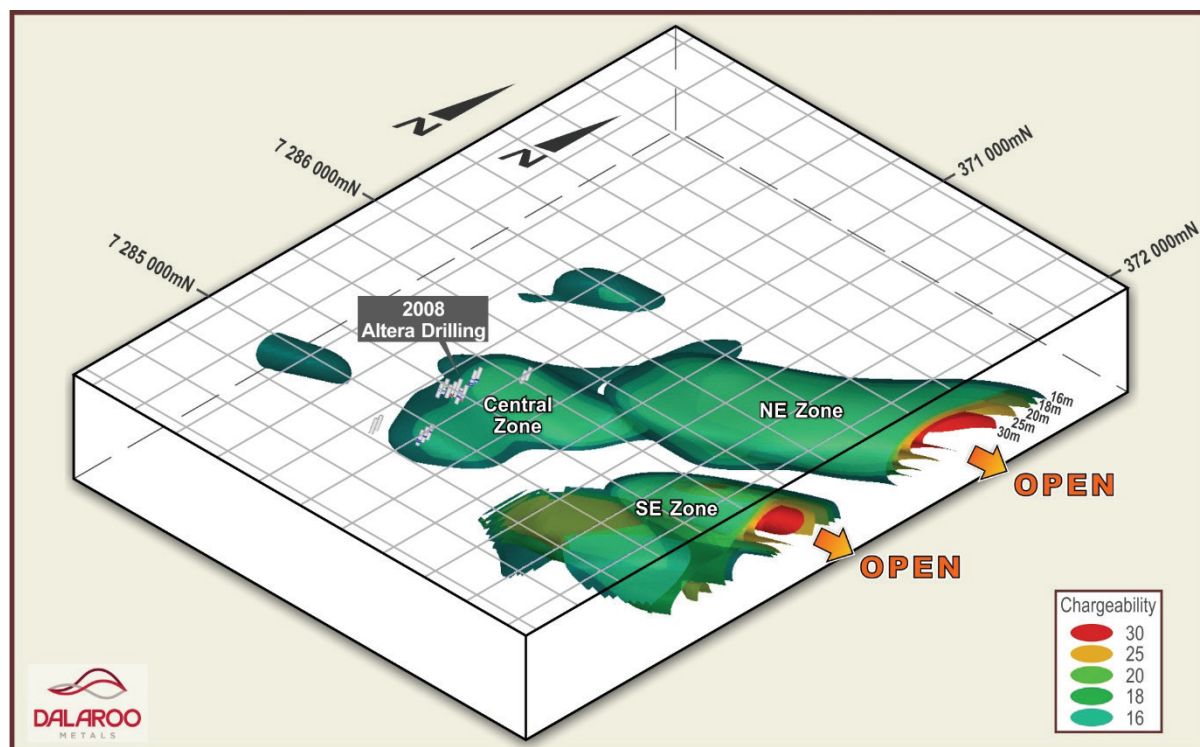 N
N
7 286 000mN
7 285 000mN
371 000mN
372 000mN
2008
Altera Drilling
Central
Zone
NE Zone
SE Zone
16m
18m
20m
25m
30m
OPEN
OPEN
Chargeability
30
25
20
18
16
DALAROO
METALS